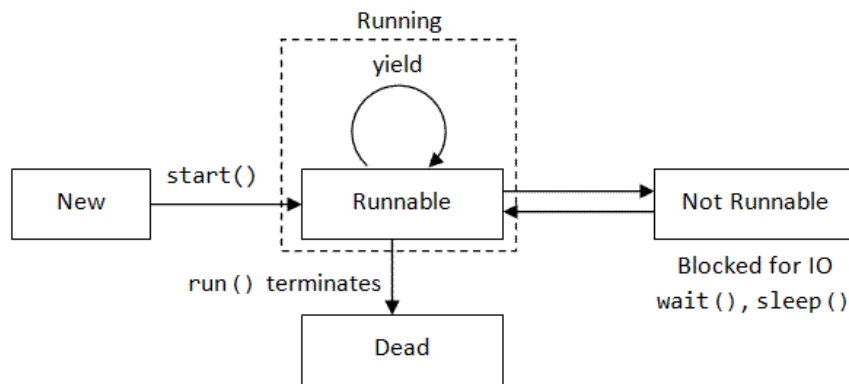 Running
yield
start()
New
Runnable
Not Runnable
Blocked for IO
wait(), sleep()
run() terminates
Dead